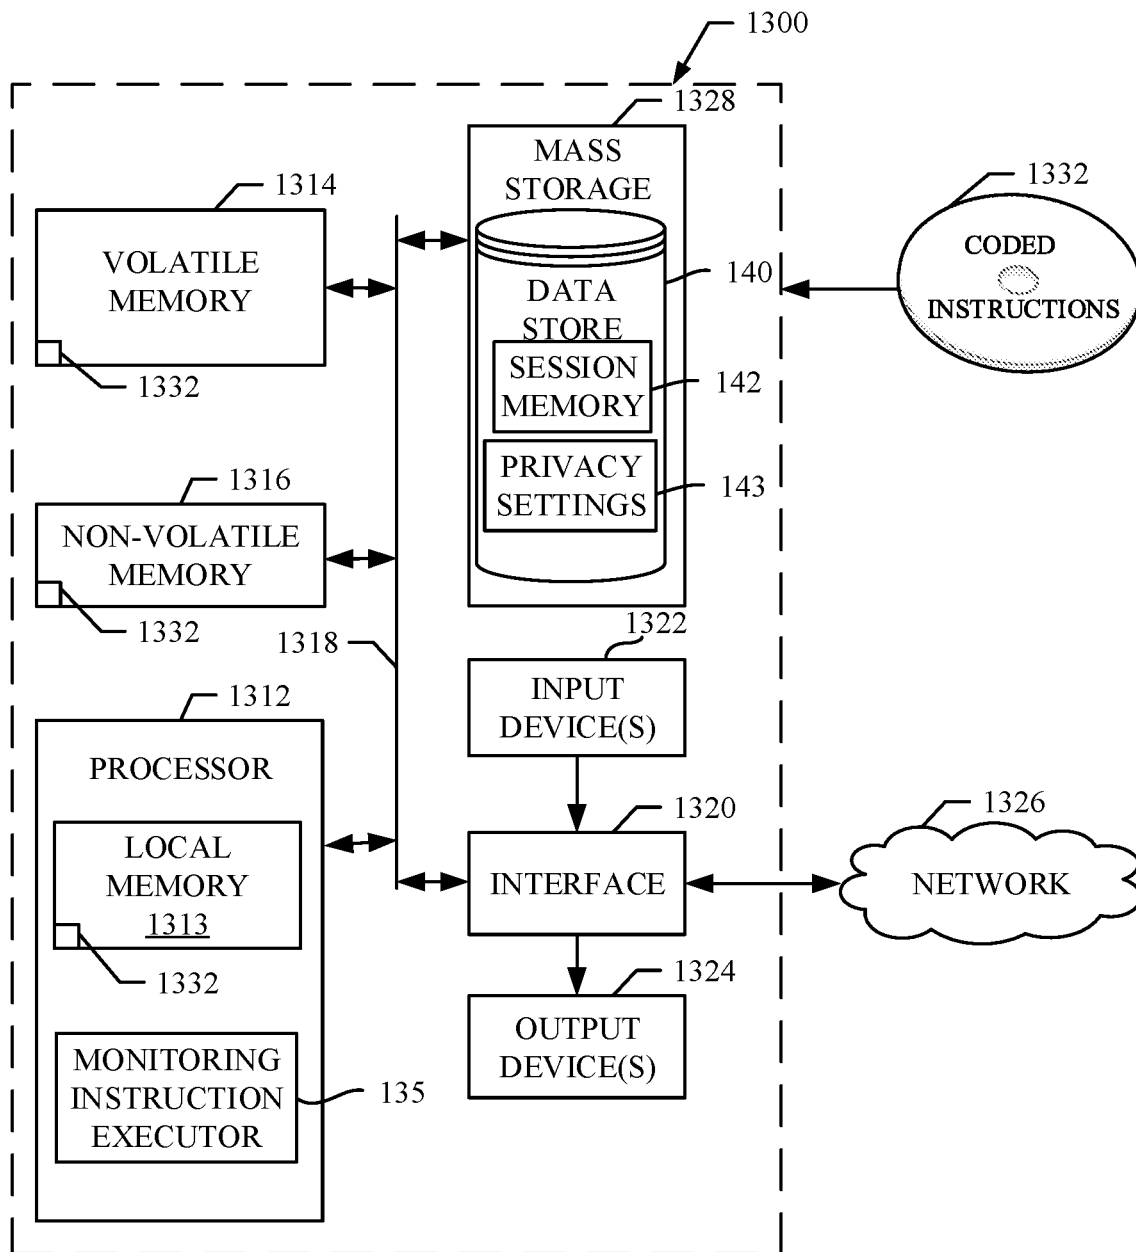 1300
1328
MASS
STORAGE
1314
VOLATILE
MEMORY
1332
DATA
STORE
140
SESSION
MEMORY
142
PRIVACY
SETTINGS
143
1332
CODED
INSTRUCTIONS
1316
NON-VOLATILE
MEMORY
1332
1318
1322
INPUT
DEVICE(S)
1312
PROCESSOR
LOCAL
MEMORY
1313
1332
MONITORING
INSTRUCTION
EXECUTOR
135
1320
INTERFACE
1326
NETWORK
1324
OUTPUT
DEVICE(S)